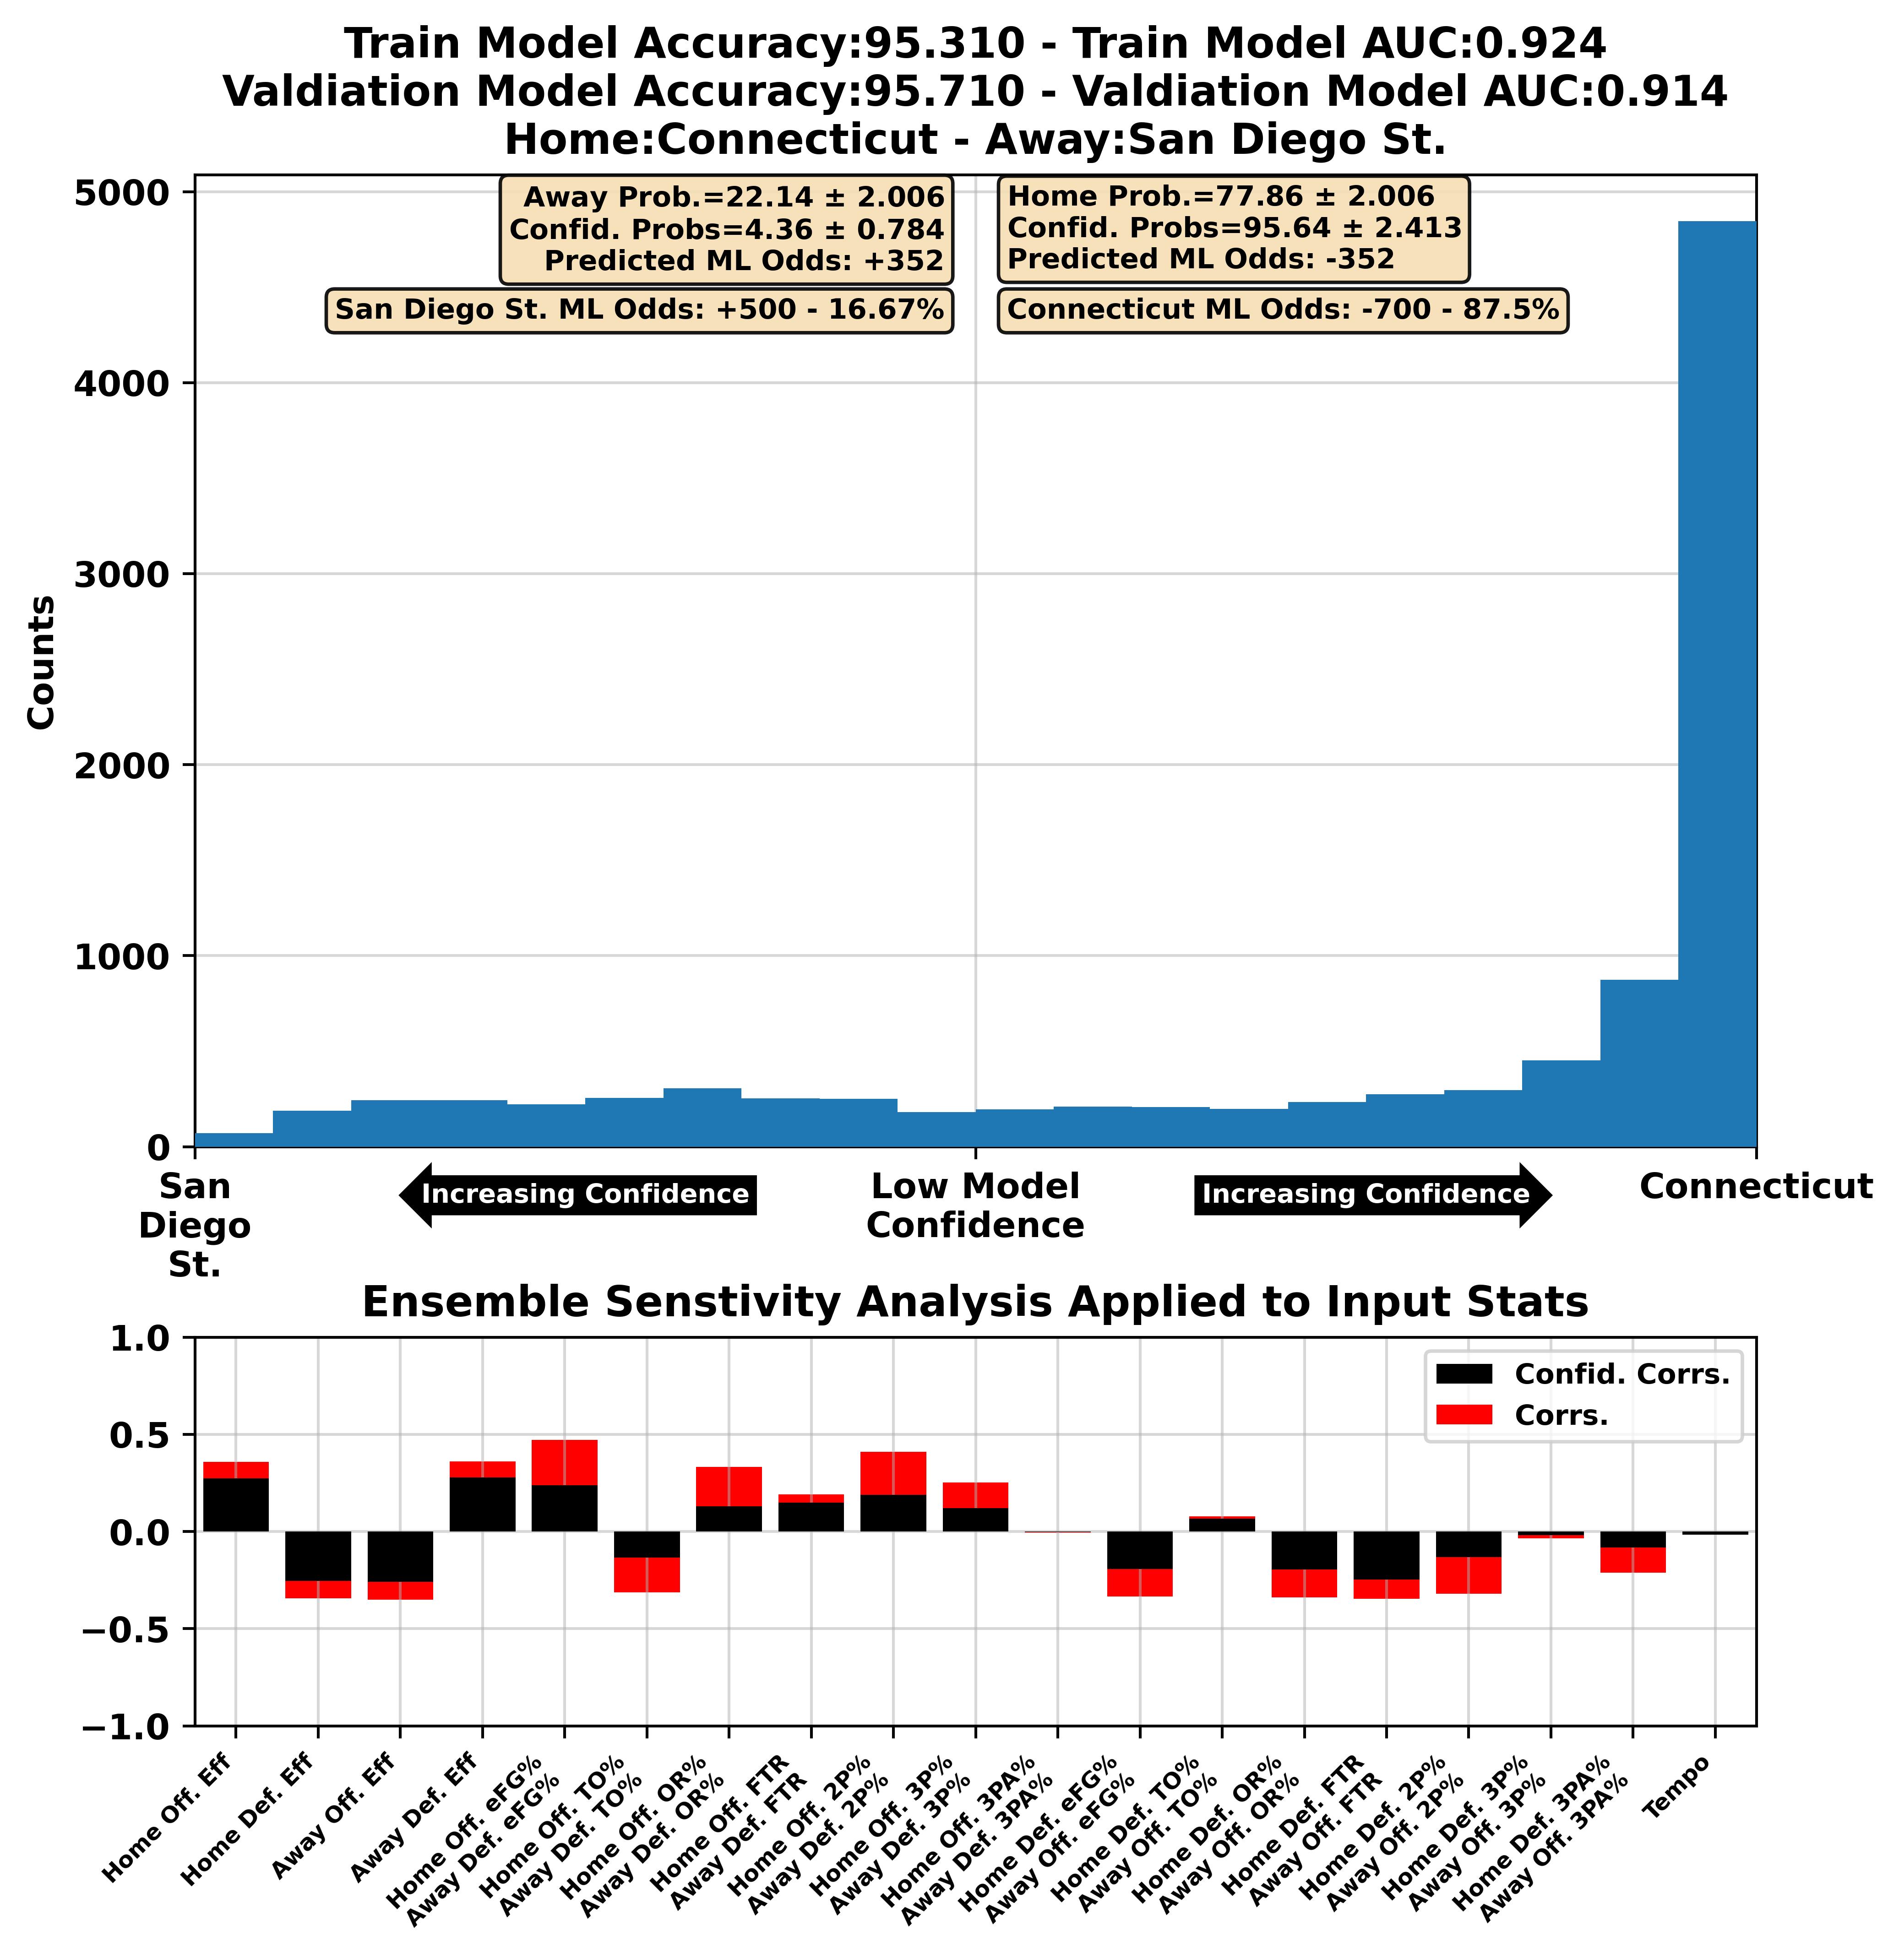 Train Model Accuracy:95.310 - Train Model AUC:0.924
Valdiation Model Accuracy:95.710 - Valdiation Model AUC:0.914
Home:Connecticut - Away:San Diego St.
Away Prob.=22.14 ± 2.006
Confid. Probs=4.36 ± 0.784
Predicted ML Odds: +352
San Diego St. ML Odds: +500 - 16.67%
Home Prob.=77.86 ± 2.006
Confid. Probs=95.64 ± 2.413
Predicted ML Odds: -352
Connecticut ML Odds: -700 - 87.5%
5000
4000
3000
2000
1000
0
Counts
San
Diego
St.
Increasing Confidence
Low Model
Confidence
Increasing Confidence
Connecticut
Ensemble Senstivity Analysis Applied to Input Stats
1.0
0.5
0.0
−0.5
−1.0
Confid. Corrs.
Corrs.
Home Off. Eff
Home Def. Eff
Away Off. Eff
Away Def. Eff
Home Off. eFG%
Away Def. eFG%
Home Off. TO%
Away Def. TO%
Home Off. OR%
Away Def. OR%
Home Off. FTR
Away Def. FTR
Home Off. 2P%
Away Def. 2P%
Home Off. 3P%
Away Def. 3P%
Home Off. 3PA%
Away Def. 3PA%
Home Def. eFG%
Away Off. eFG%
Home Def. TO%
Away Off. TO%
Home Def. OR%
Away Off. OR%
Home Def. FTR
Away Off. FTR
Home Def. 2P%
Away Off. 2P%
Home Def. 3P%
Away Off. 3P%
Home Def. 3PA%
Away Off. 3PA%
Tempo